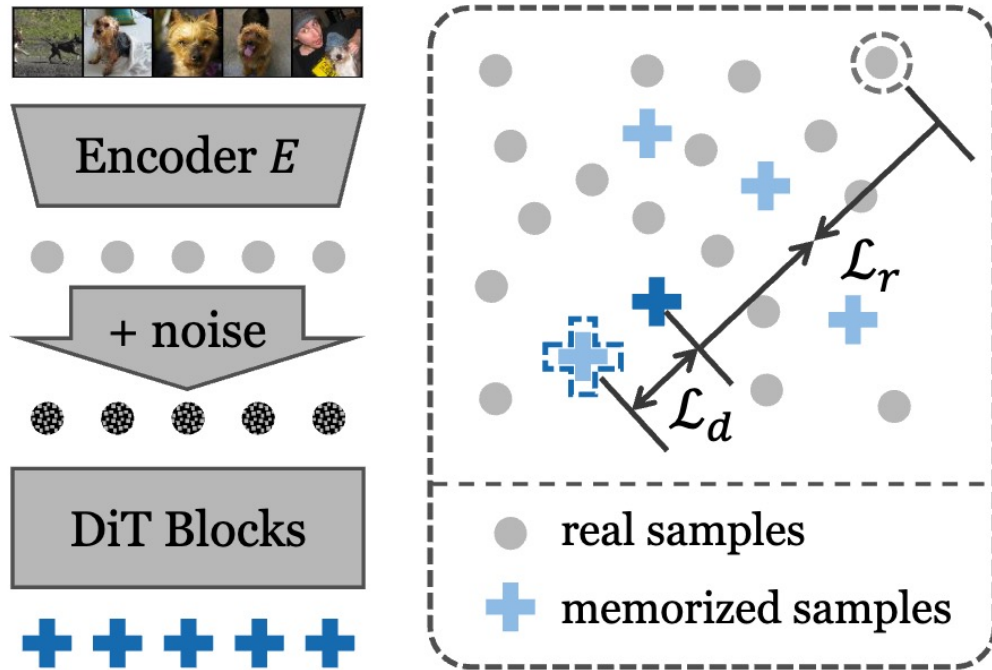 Encoder E
+ noise
DiT Blocks
ℒr
ℒd
real samples
memorized samples